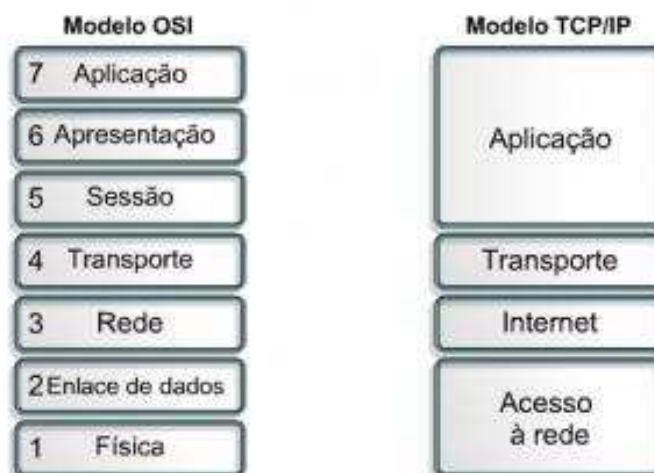 Modelo OSI
7 Aplicação
6 Apresentação
5 Sessão
4 Transporte
3 Rede
2 Enlace de dados
1 Física
Modelo TCP/IP
Aplicação
Transporte
Internet
Acesso
à rede